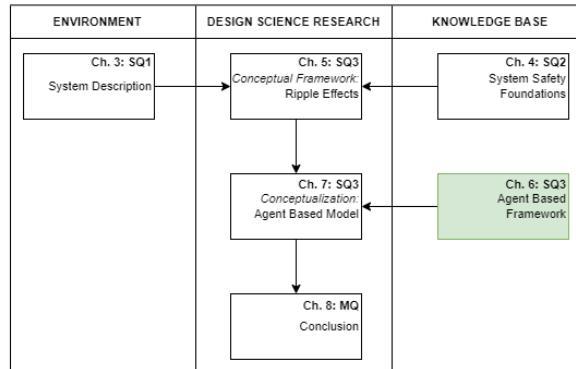 ENVIRONMENT
DESIGN SCIENCE RESEARCH
KNOWLEDGE BASE
Ch. 3: SQ1
System Description
Ch. 5: SQ3
Conceptual Framework:
Ripple Effects
Ch. 4: SQ2
System Safety
Foundations
Ch. 7: SQ3
Conceptualization:
Agent Based Model
Ch. 6: SQ3
Agent Based
Framework
Ch. 8: MQ
Conclusion